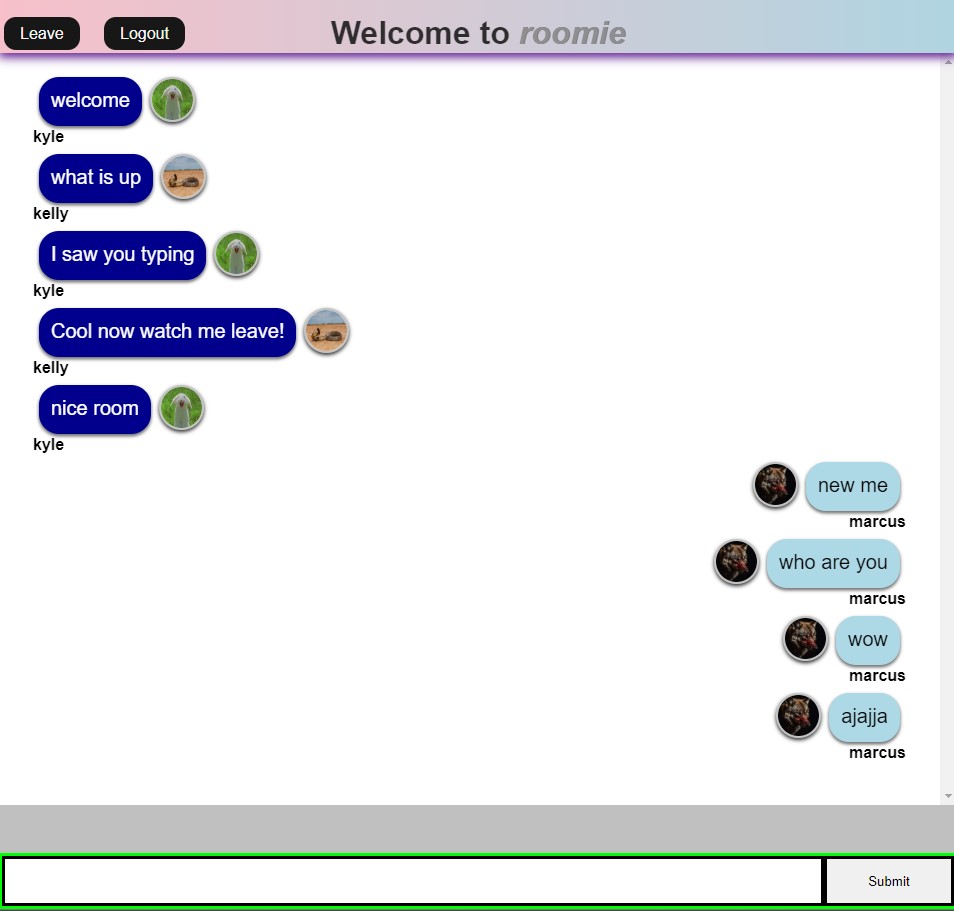 Leave
Logout
Welcome to roomie
welcome
kyle
what is up
kelly
I saw you typing
kyle
Cool now watch me leave!
kelly
nice room
kyle
new me
marcus
who are you
marcus
wow
marcus
ajajja
marcus
Submit